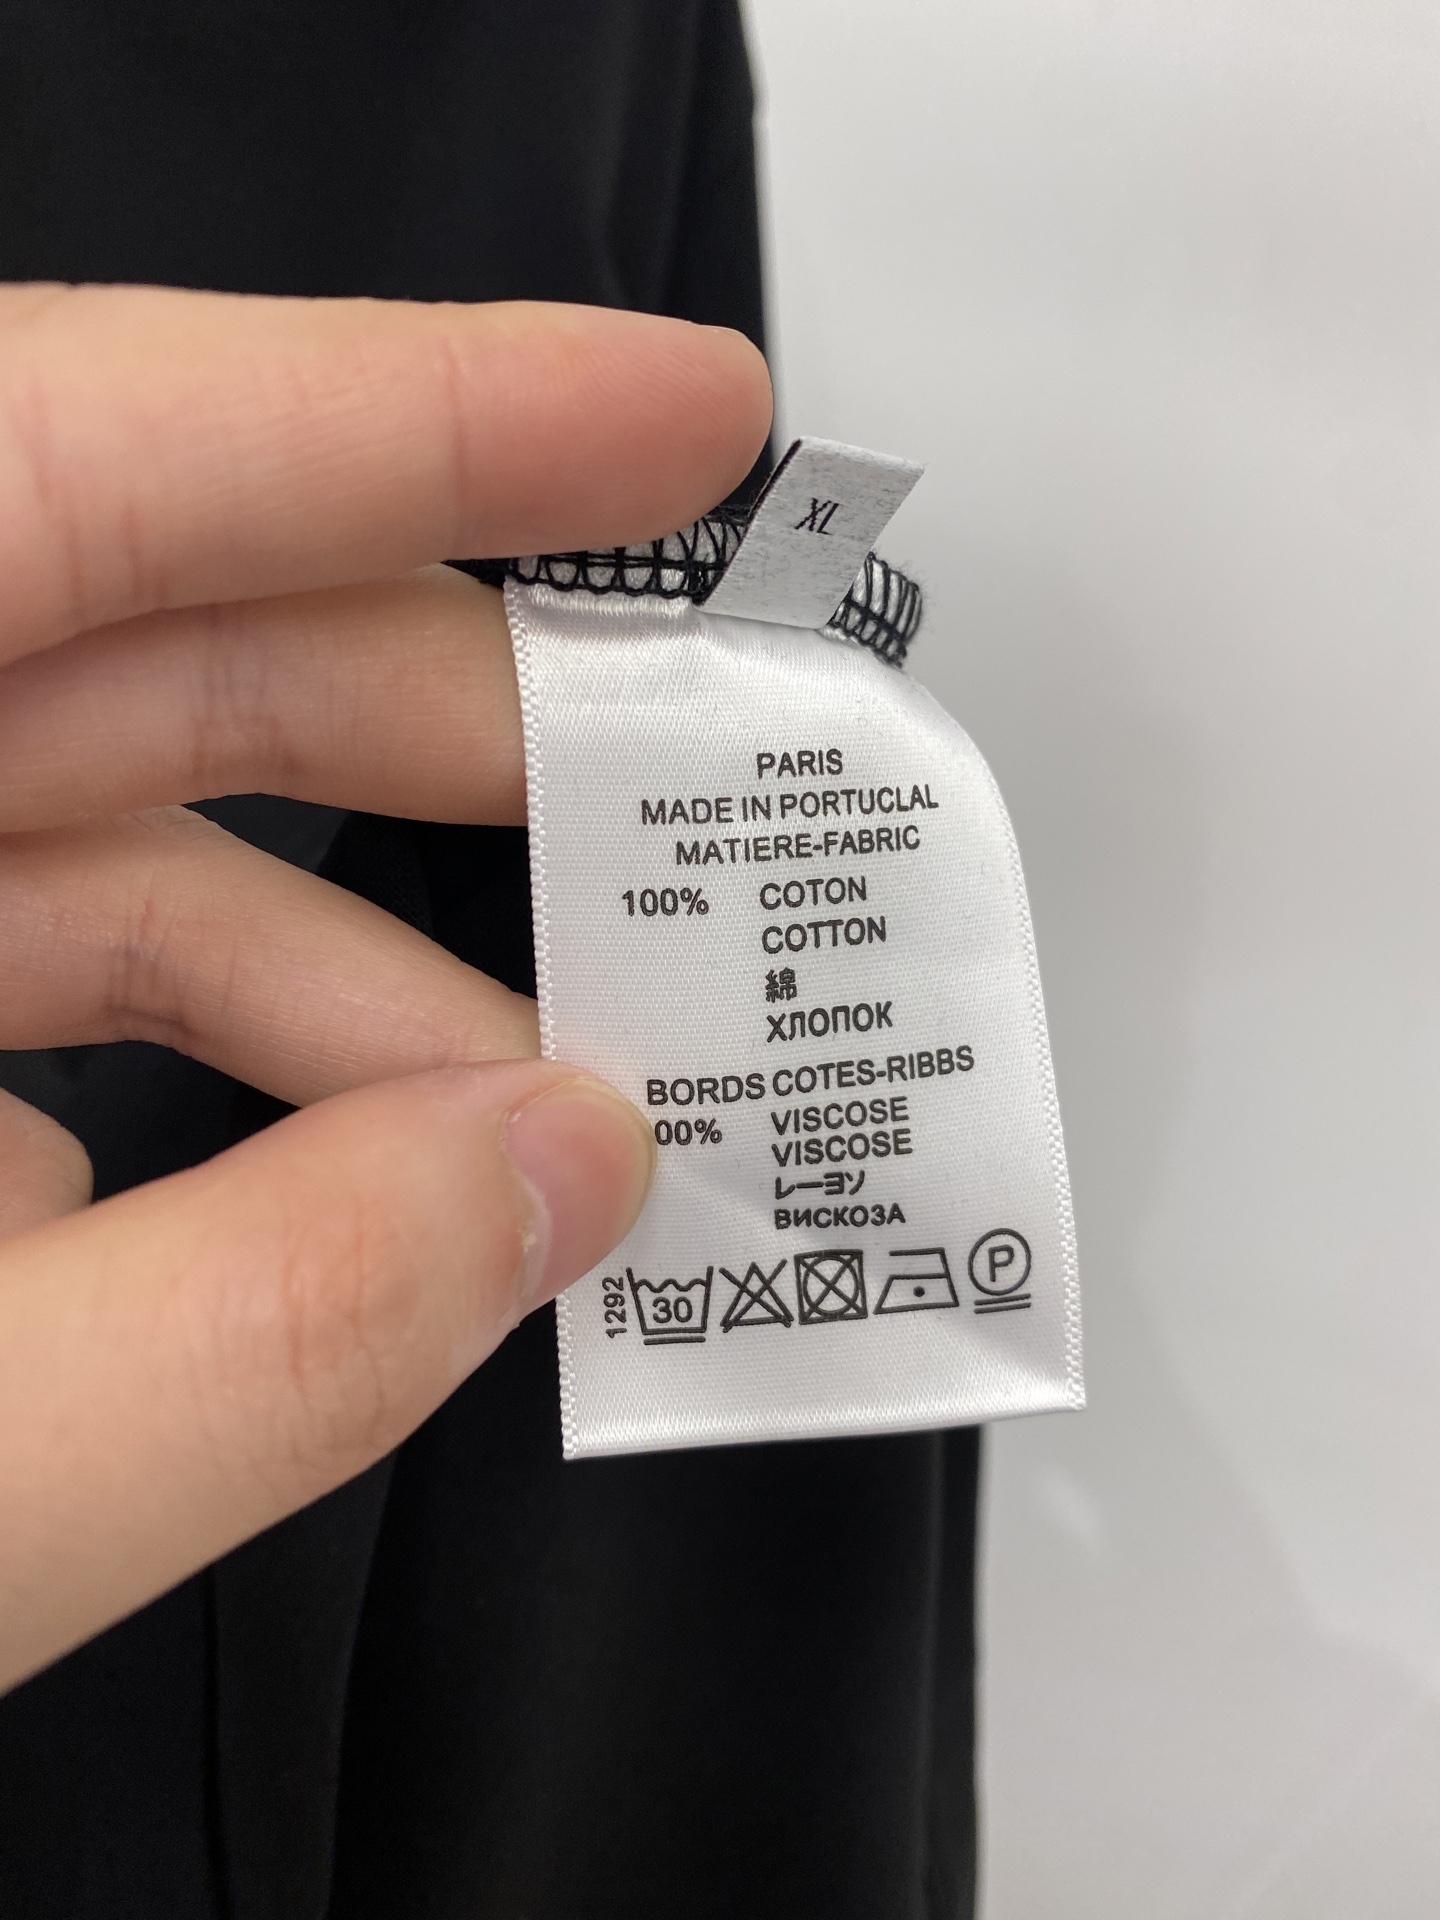 XL
PARIS
MADE IN PORTUCLAL
MATIERE-FABRIC
100% COTON
COTTON
綿
ХЛОПОК
BORDS COTES-RIBBS
00% VISCOSE
VISCOSE
レーヨソ
ВИСКОЗА
1292 30 P